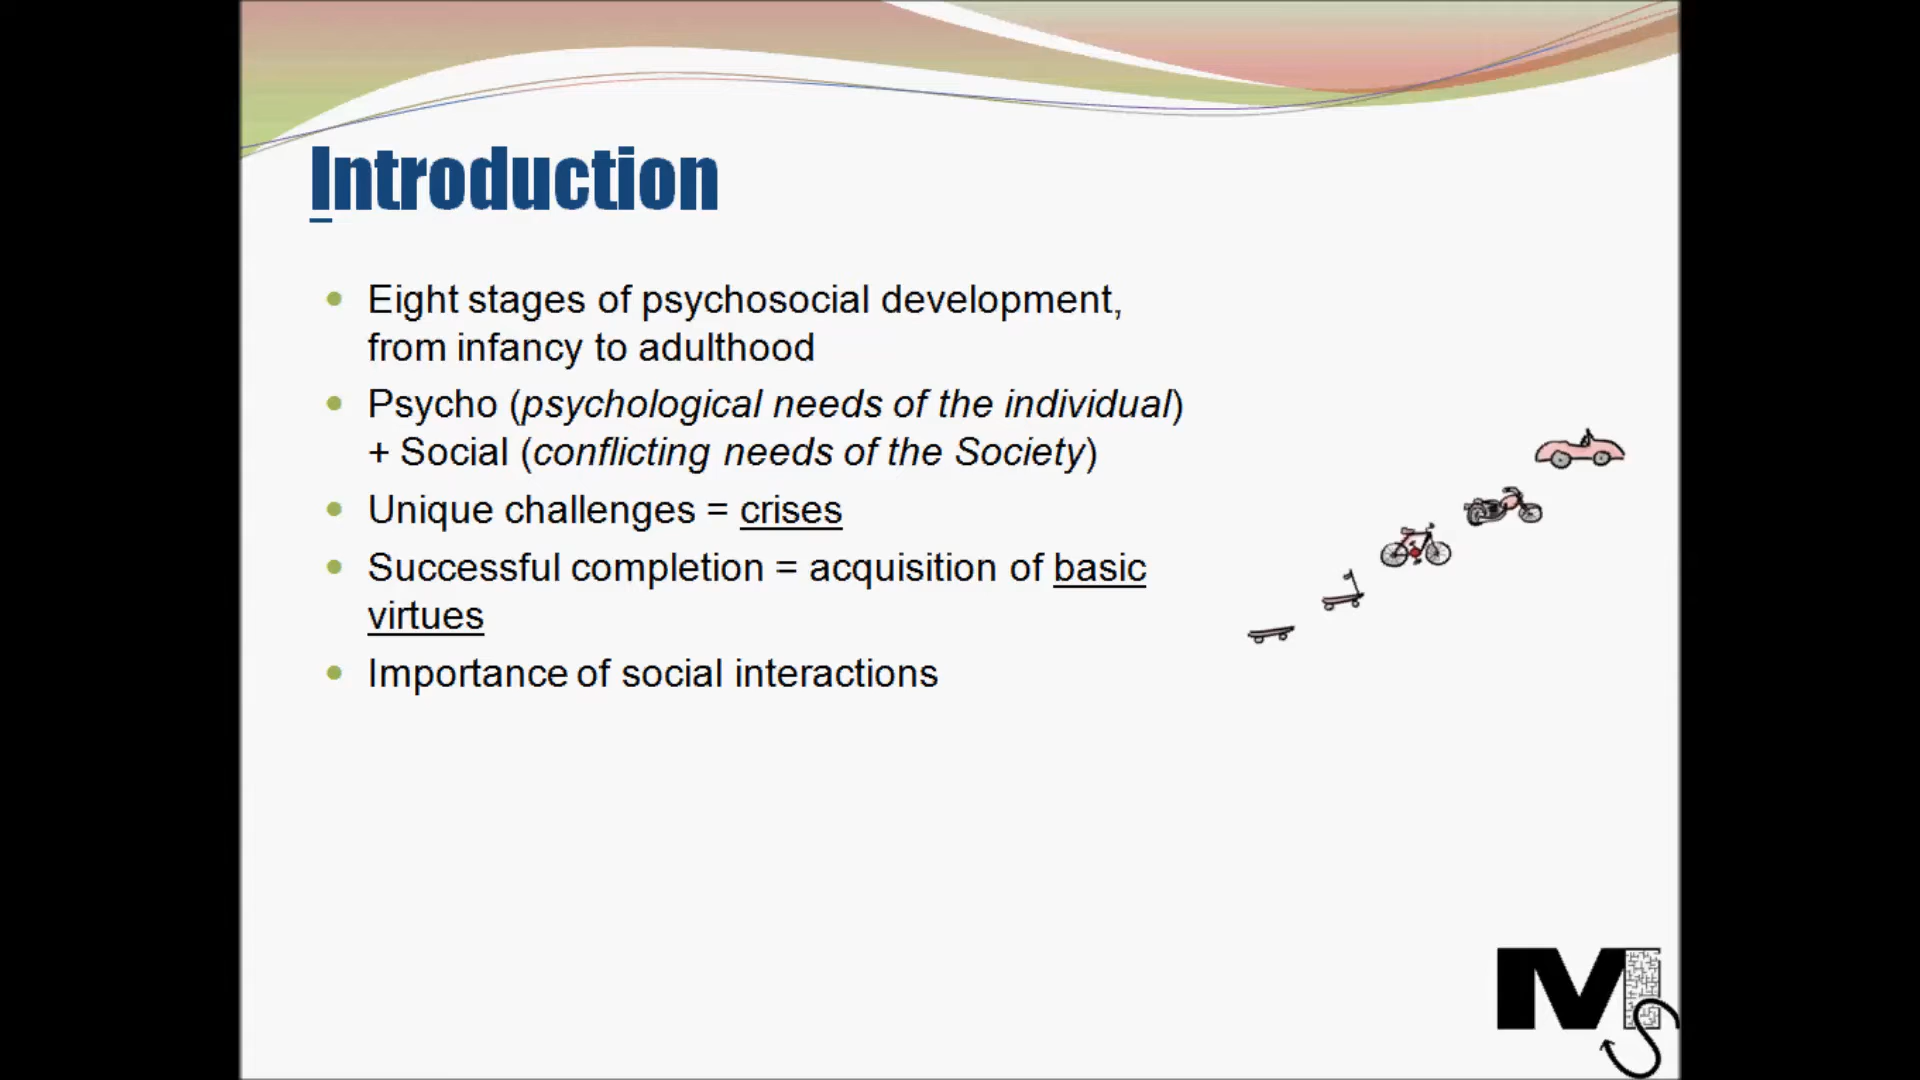 Introduction
Eight stages of psychosocial development,
from infancy to adulthood
Psycho (psychological needs of the individual)
+ Social (conflicting needs of the Society)
Unique challenges = crises
Successful completion = acquisition of basic
virtues
Importance of social interactions
MS